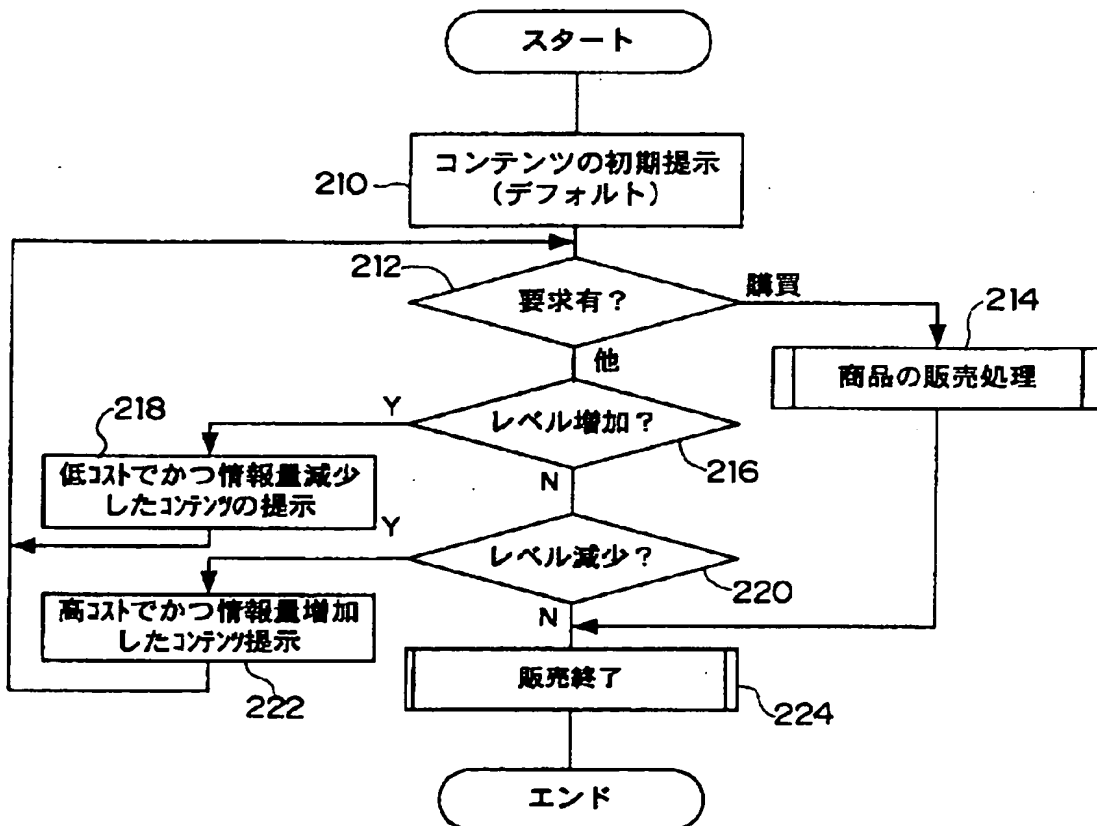 スタート
コンテンツの初期提示
(デフォルト)
210
212
要求有?
購買
214
商品の販売処理
他
レベル増加?
Y
216
218
N
低コストでかつ情報量減少
したコンテンツの提示
Y
レベル減少?
220
N
高コストでかつ情報量増加
したコンテンツ提示
222
販売終了
224
エンド